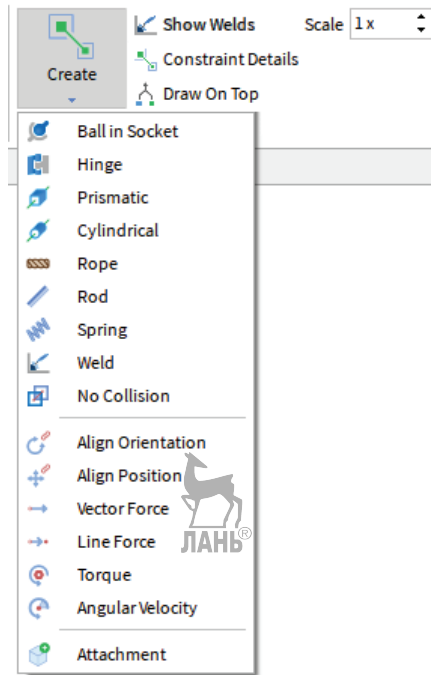 Show Welds
Scale 1x
Create
Constraint Details
Draw On Top
Ball in Socket
Hinge
Prismatic
Cylindrical
Rope
Rod
Spring
Weld
No Collision
Align Orientation
Align Position
Vector Force
Line Force
ЛАНЬ®
Torque
Angular Velocity
Attachment